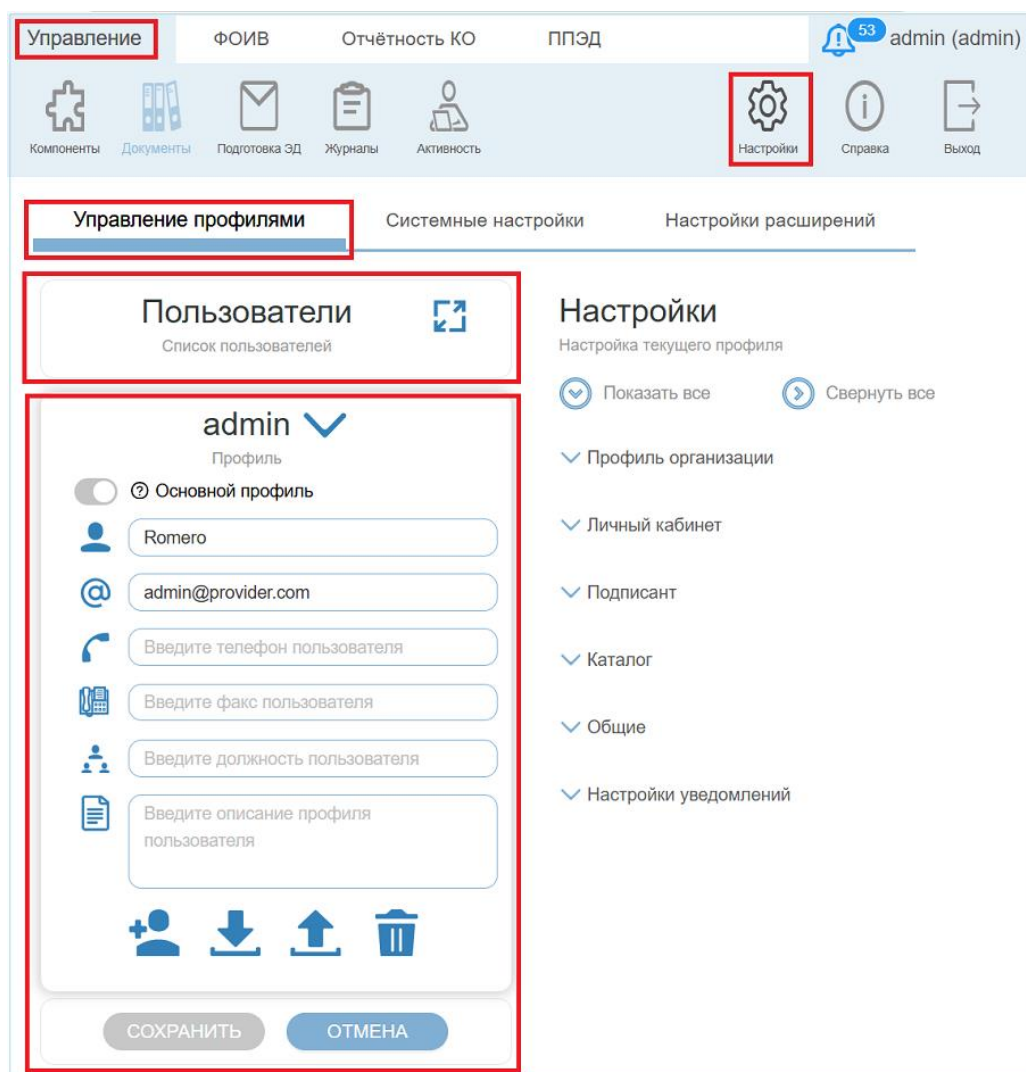 Управление ФОИВ Отчётность КО ППЭД 53 admin (admin)
Компоненты Документы Подготовка ЭД Журналы Активность Настройки Справка Выход
Управление профилями Системные настройки Настройки расширений
Пользователи
Список пользователей
admin
Профиль
Основной профиль
Romero
admin@provider.com
Введите телефон пользователя
Введите факс пользователя
Введите должность пользователя
Введите описание профиля
пользователя
СОХРАНИТЬ ОТМЕНА
Настройки
Настройка текущего профиля
Показать все Свернуть все
Профиль организации
Личный кабинет
Подписант
Каталог
Общие
Настройки уведомлений